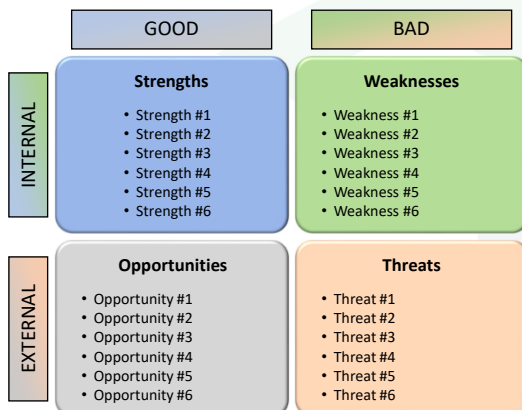 GOOD
BAD
INTERNAL
Strengths
• Strength #1
• Strength #2
• Strength #3
• Strength #4
• Strength #5
• Strength #6
Weaknesses
• Weakness #1
• Weakness #2
• Weakness #3
• Weakness #4
• Weakness #5
• Weakness #6
EXTERNAL
Opportunities
• Opportunity #1
• Opportunity #2
• Opportunity #3
• Opportunity #4
• Opportunity #5
• Opportunity #6
Threats
• Threat #1
• Threat #2
• Threat #3
• Threat #4
• Threat #5
• Threat #6